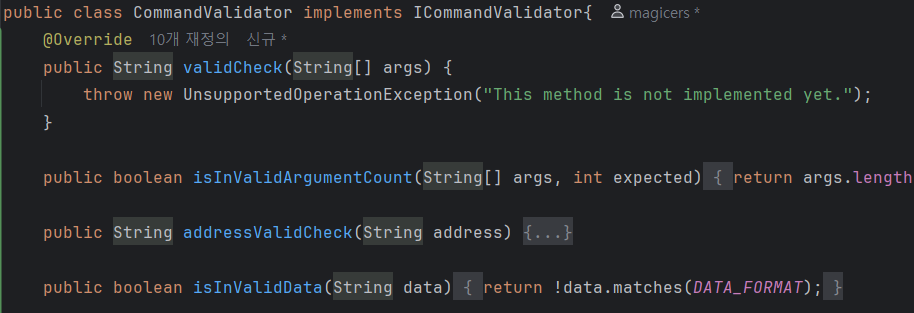 public class CommandValidator implements ICommandValidator{ magicers *
@Override 10개 재정의 신규 *
public String validCheck(String[] args) {
throw new UnsupportedOperationException("This method is not implemented yet.");
}
public boolean isInValidArgumentCount(String[] args, int expected) { return args.length
public String addressValidCheck(String address) {...}
public boolean isInValidData(String data) { return !data.matches(DATA_FORMAT); }